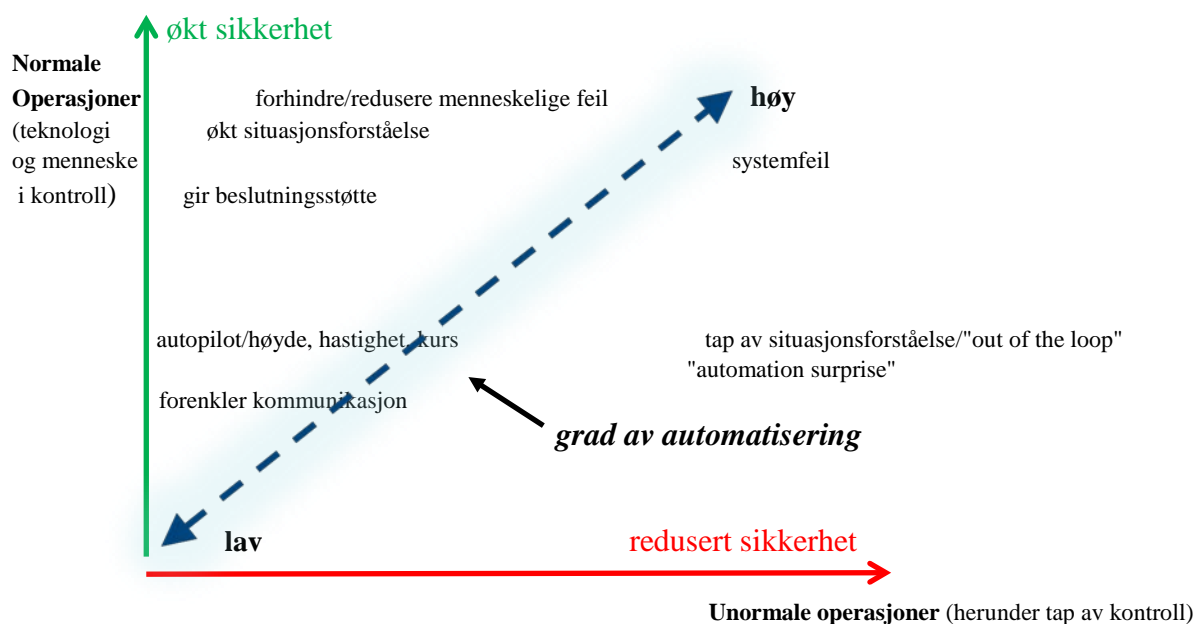 økt sikkerhet
Normale
Operasjoner
(teknologi
og menneske
i kontroll)
forhindre/redusere menneskelige feil
høy
økt situasjonsforståelse
systemfeil
gir beslutningsstøtte
autopilot/høyde, hastighet, kurs
tap av situasjonsforståelse/"out of the loop"
"automation surprise"
forenkler kommunikasjon
grad av automatisering
lav
redusert sikkerhet
Unormale operasjoner (herunder tap av kontroll)